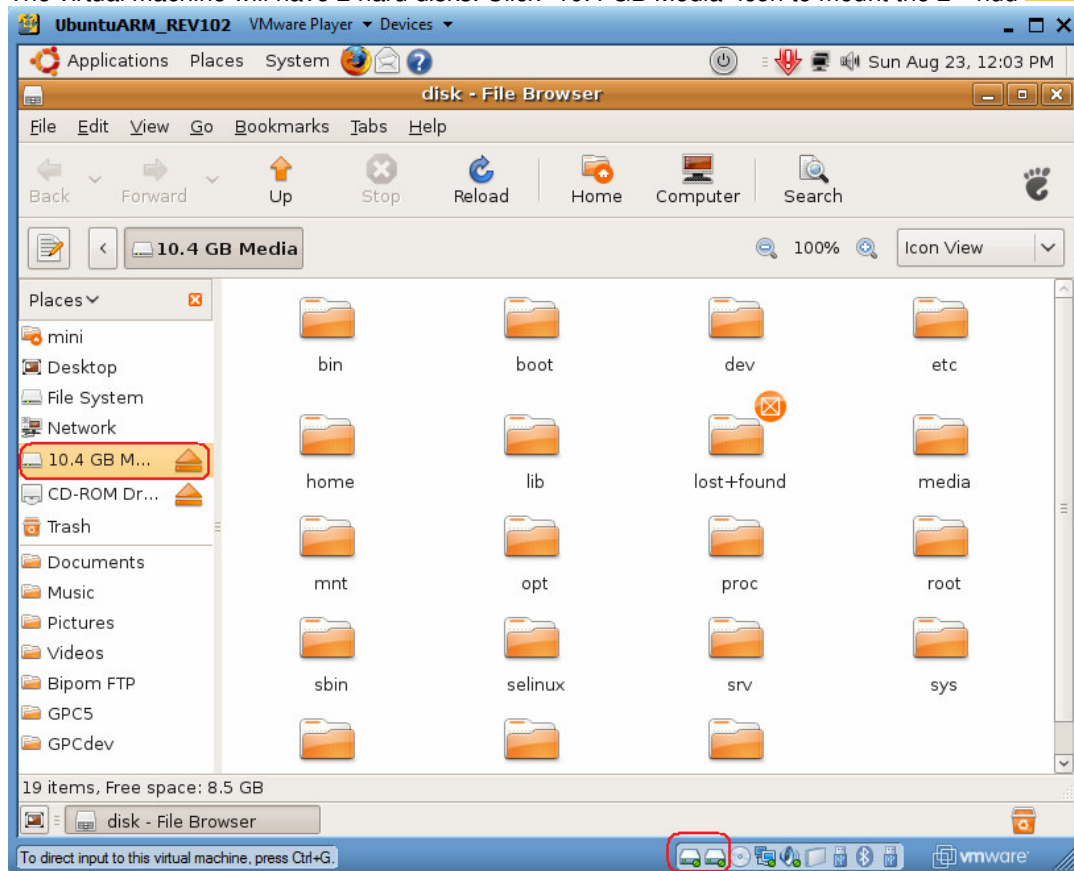 UbuntuARM_REV102 VMware Player Devices
Applications Places System Sun Aug 23, 12:03 PM
disk - File Browser
File Edit View Go Bookmarks Tabs Help
Back Forward Up Stop Reload Home Computer Search
10.4 GB Media 100% Icon View
Places
mini
Desktop
File System
Network
10.4 GB M...
CD-ROM Dr...
Trash
Documents
Music
Pictures
Videos
Bipom FTP
GPC5
GPCdev
bin boot dev etc
home lib lost+found media
mnt opt proc root
sbin selinux srv sys
19 items, Free space: 8.5 GB
disk - File Browser
To direct input to this virtual machine, press Ctrl+G. vmware